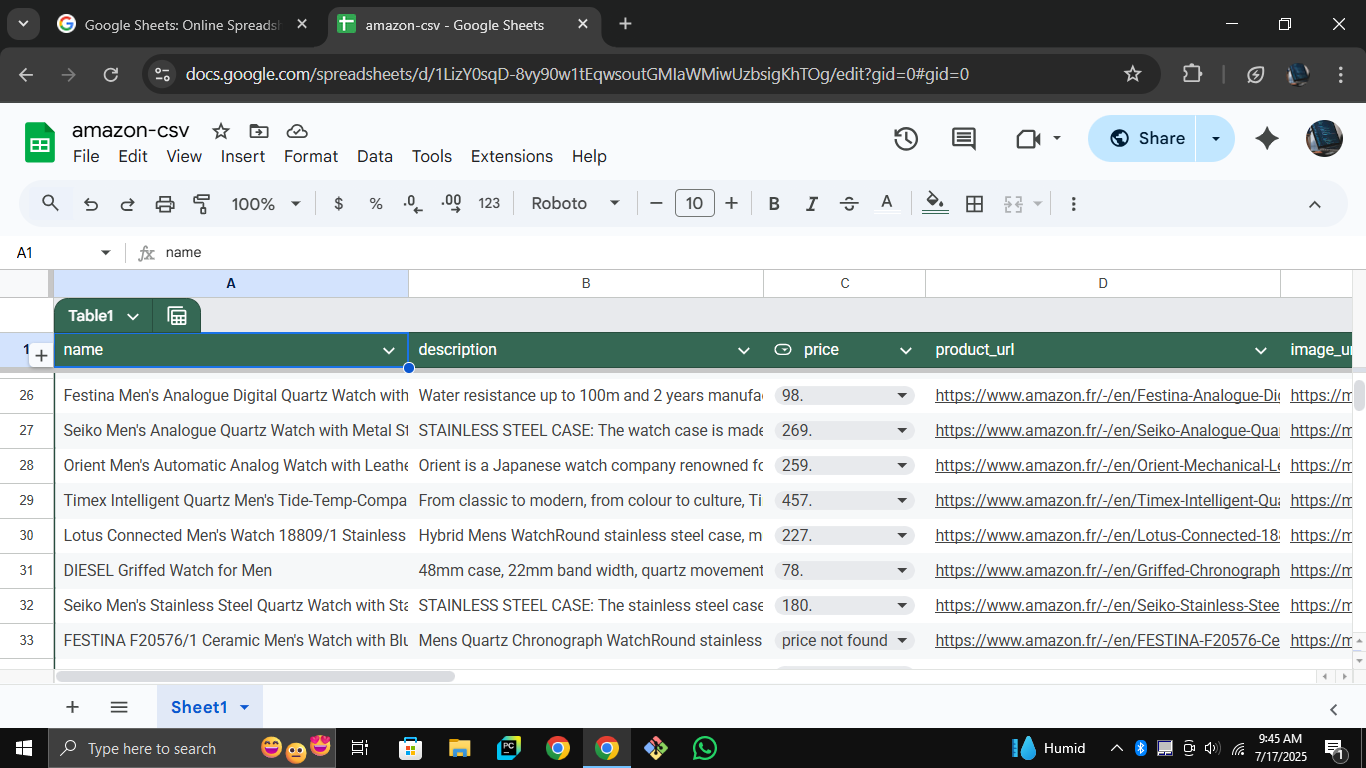 Google Sheets: Online Spreadsh
amazon-csv - Google Sheets
docs.google.com/spreadsheets/d/1LizY0sqD-8vy90w1tEqwsoutGMIaWMiwUzbsigKhTOg/edit?gid=0#gid=0
amazon-csv
File Edit View Insert Format Data Tools Extensions Help
Share
100% $ % .0 .00 123 Roboto 10 B I S A
A1 fx name
A B C D
Table1
1 name description price product_url image_u
26 Festina Men's Analogue Digital Quartz Watch with Water resistance up to 100m and 2 years manufa 98. https://www.amazon.fr/-/en/Festina-Analogue-Di https://m
27 Seiko Men's Analogue Quartz Watch with Metal St STAINLESS STEEL CASE: The watch case is made 269. https://www.amazon.fr/-/en/Seiko-Analogue-Qua https://m
28 Orient Men's Automatic Analog Watch with Leathe Orient is a Japanese watch company renowned fo 259. https://www.amazon.fr/-/en/Orient-Mechanical-Le https://m
29 Timex Intelligent Quartz Men's Tide-Temp-Compa From classic to modern, from colour to culture, Ti 457. https://www.amazon.fr/-/en/Timex-Intelligent-Qua https://m
30 Lotus Connected Men's Watch 18809/1 Stainless Hybrid Mens WatchRound stainless steel case, m 227. https://www.amazon.fr/-/en/Lotus-Connected-18 https://m
31 DIESEL Griffed Watch for Men 48mm case, 22mm band width, quartz movement 78. https://www.amazon.fr/-/en/Griffed-Chronograph https://m
32 Seiko Men's Stainless Steel Quartz Watch with Sta STAINLESS STEEL CASE: The stainless steel case 180. https://www.amazon.fr/-/en/Seiko-Stainless-Stee https://m
33 FESTINA F20576/1 Ceramic Men's Watch with Blu Mens Quartz Chronograph WatchRound stainless price not found https://www.amazon.fr/-/en/FESTINA-F20576-Ce https://m
Sheet1
Type here to search
PC
Humid
9:45 AM
7/17/2025
1